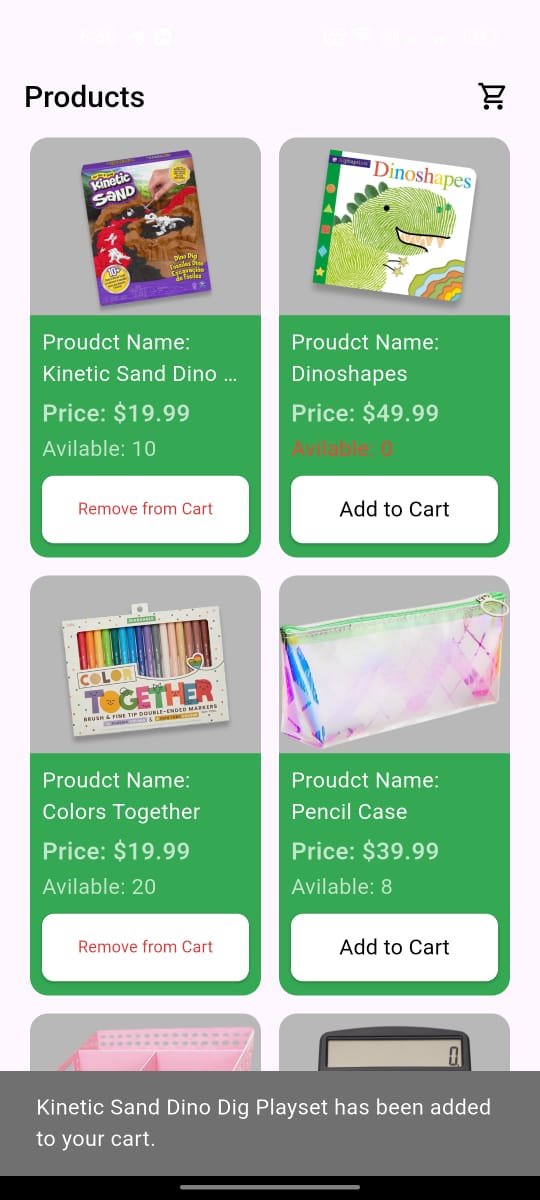 Products
Kinetic
SAND
10+
Dino Dig
Alphaprints
Dinoshapes
Proudct Name:
Kinetic Sand Dino ...
Price: $19.99
Avilable: 10
Remove from Cart
Proudct Name:
Dinoshapes
Price: $49.99
Avilable: 0
Add to Cart
WASHABLE
COLOR
TOGETHER
BRUSH & FINE TIP DOUBLE-ENDED MARKERS
Proudct Name:
Colors Together
Price: $19.99
Avilable: 20
Remove from Cart
Proudct Name:
Pencil Case
Price: $39.99
Avilable: 8
Add to Cart
0.
Kinetic Sand Dino Dig Playset has been added
to your cart.